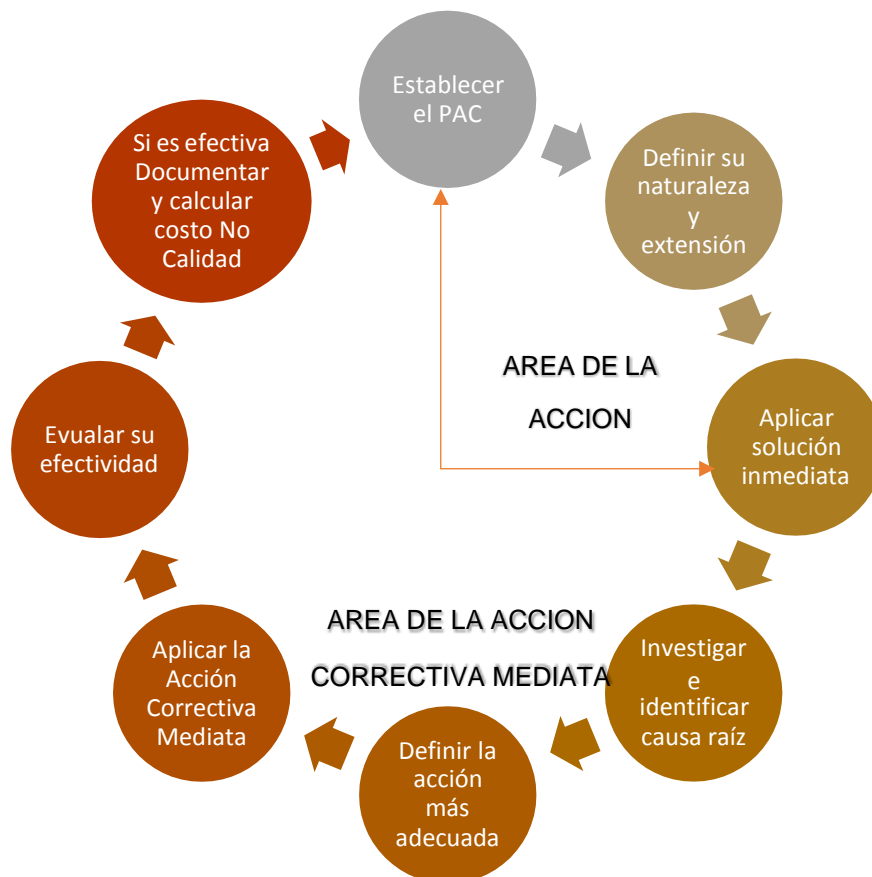 Establecer
el PAC
Definir su
naturaleza
y
extensión
Aplicar
solución
inmediata
Investigar
e
identificar
causa raíz
Definir la
acción
más
adecuada
Aplicar la
Acción
Correctiva
Mediata
Evualar su
efectividad
Si es efectiva
Documentar
y calcular
costo No
Calidad
AREA DE LA
ACCION
AREA DE LA ACCION
CORRECTIVA MEDIATA